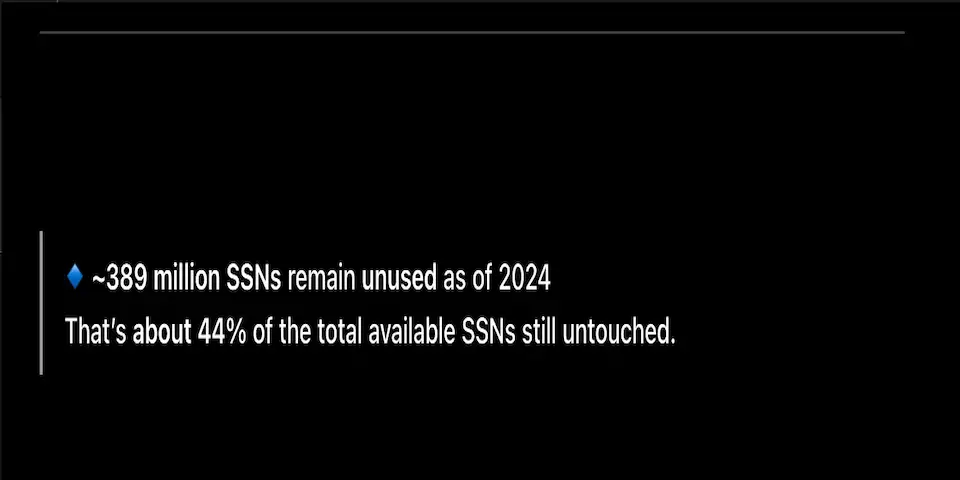 🔹 ~389 million SSNs remain unused as of 2024
That's about 44% of the total available SSNs still untouched.